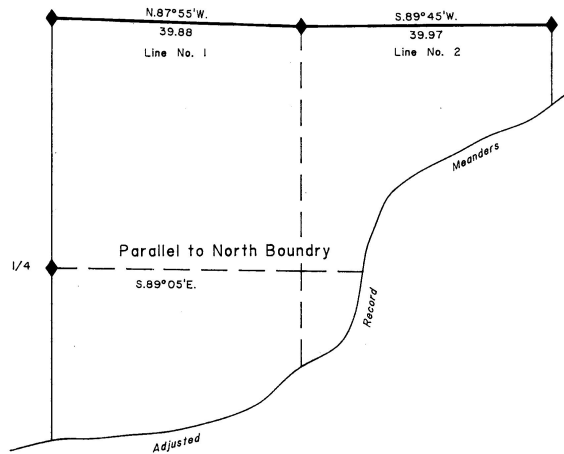 N.87°55'W.
39.88
Line No. 1
S.89°45'W.
39.97
Line No. 2
Meanders
Parallel to North Boundry
1/4
S.89°05'E.
Record
Adjusted